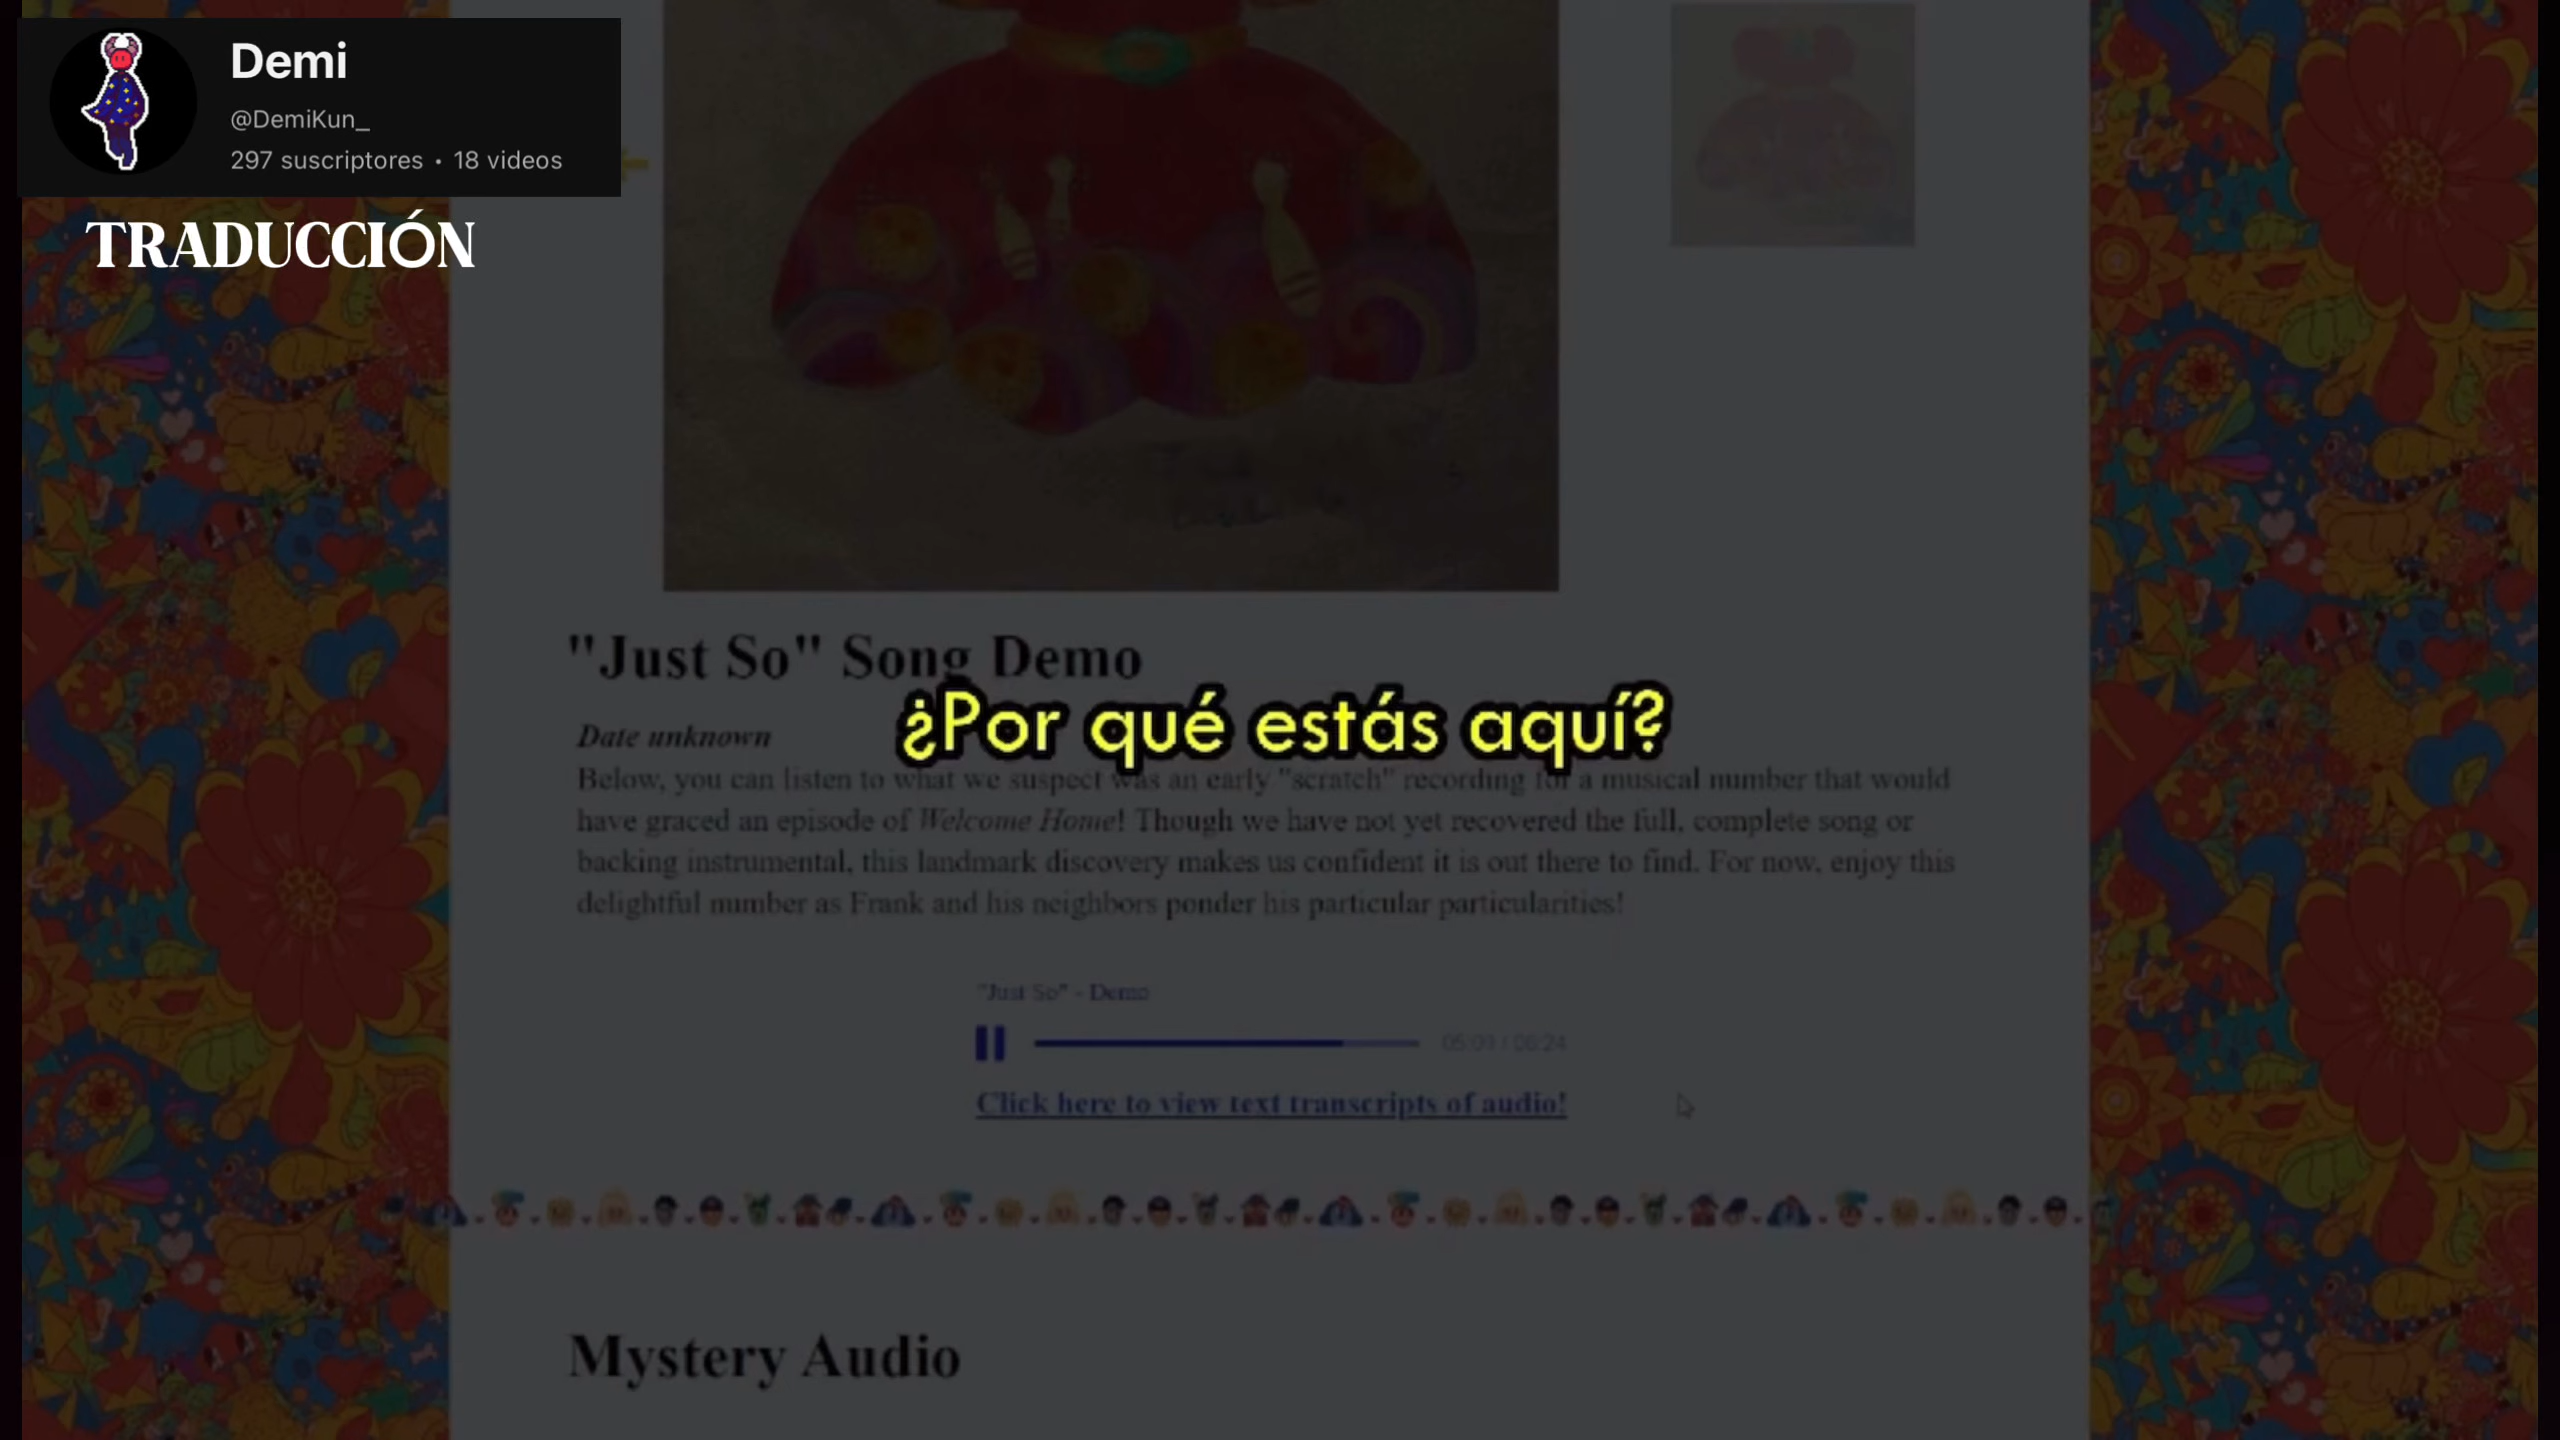 Demi
@DemiKun_
297 suscriptores • 18 videos
TRADUCCIÓN
"Just So" Song Demo
¿Por qué estás aquí?
Date unknown
Below, you can listen to what we suspect was an early "scratch" recording for a musical number that would
have graced an episode of Welcome Home! Though we have not yet recovered the full, complete song or
backing instrumental, this landmark discovery makes us confident it is out there to find. For now, enjoy this
delightful number as Frank and his neighbors ponder his particular particularities!
"Just So" - Demo
05:09 / 06:24
Click here to view text transcripts of audio!
Mystery Audio